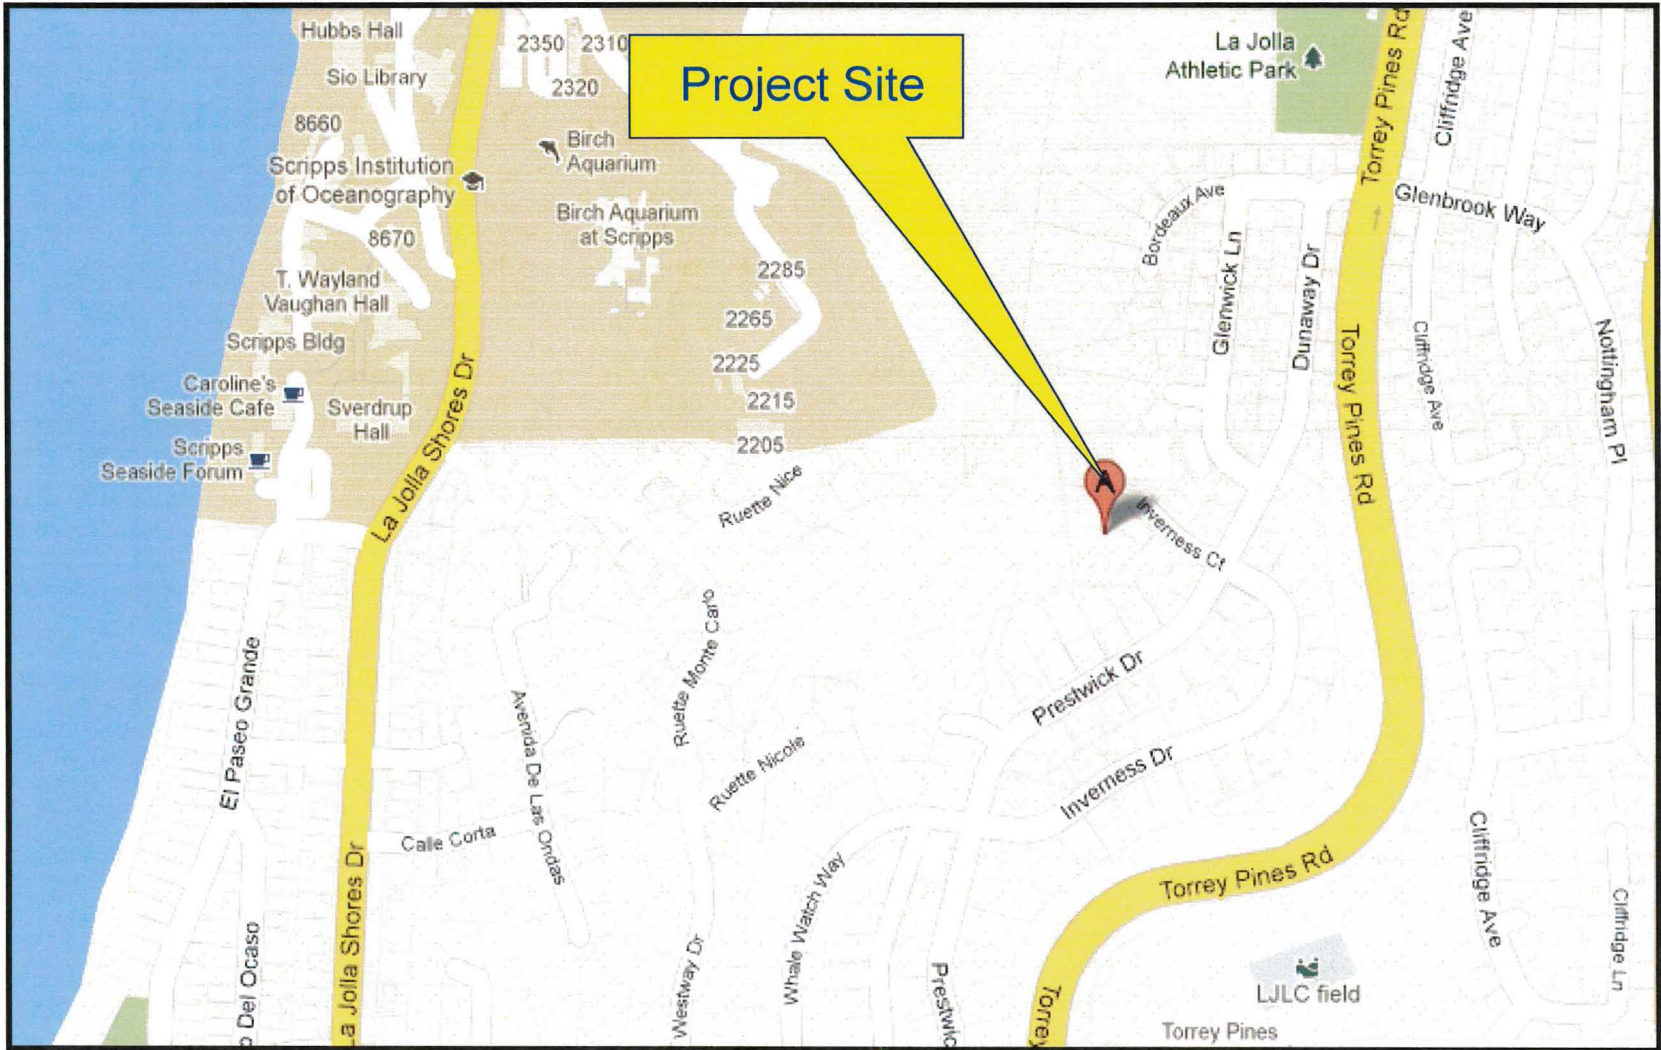 Hubbs Hall
Sio Library
8660
Scripps Institution
of Oceanography
8670
T. Wayland
Vaughan Hall
Scripps Bldg
Caroline's
Seaside Cafe
Sverdrup
Hall
Scripps
Seaside Forum
2350
2310
2320
Project Site
Birch
Aquarium
Birch Aquarium
at Scripps
2285
2265
2225
2215
2205
La Jolla
Athletic Park
Torrey Pines Rd
Cliffridge Ave
Glenbrook Way
Bordeaux Ave
Glenwick Ln
Dunaway Dr
Torrey Pines Rd
Cliffridge Ave
Nottingham Pl
La Jolla Shores Dr
Ruette Nice
A
Inverness Ct
El Paseo Grande
Ruette Monte Carlo
Avenida De Las Ondas
Ruette Nicole
Prestwick Dr
Inverness Dr
Calle Corta
La Jolla Shores Dr
o Del Ocaso
Westway Dr
Whale Watch Way
Prestwic
Torrey Pines Rd
Torrey
Cliffridge Ave
Cliffridge Ln
LJLC field
Torrey Pines